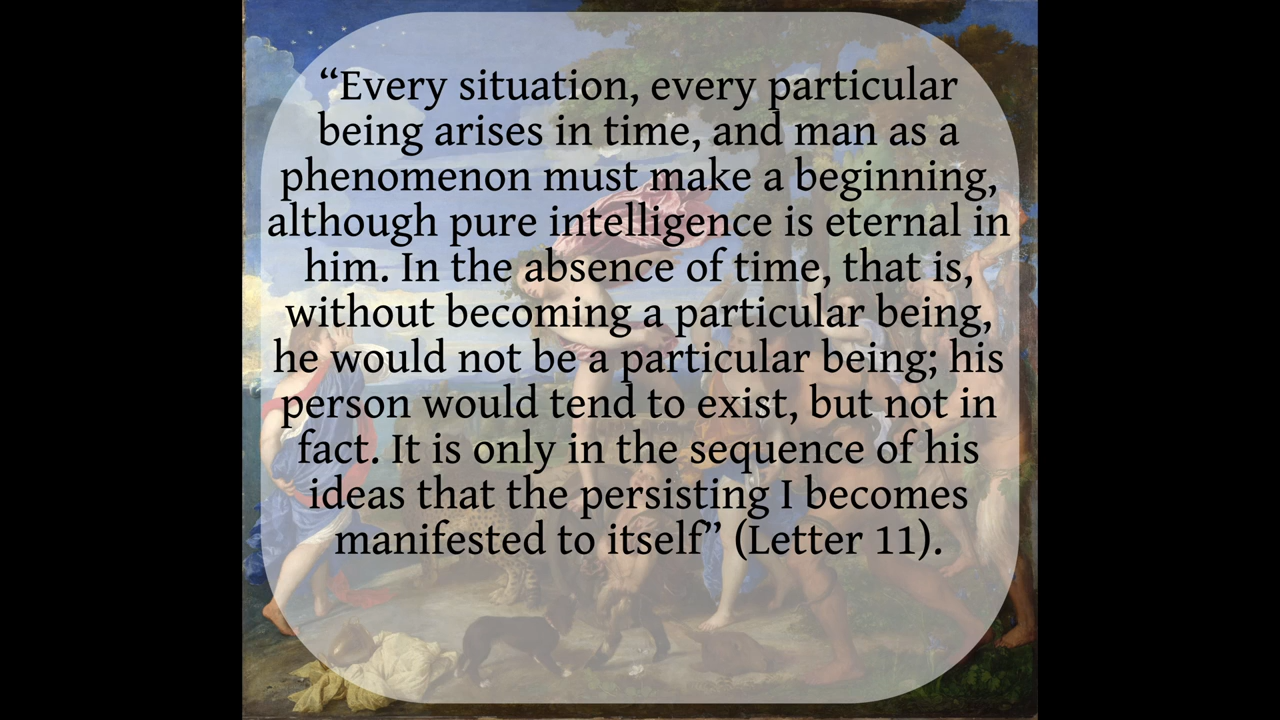 “Every situation, every particular
being arises in time, and man as a
phenomenon must make a beginning,
although pure intelligence is eternal in
him. In the absence of time, that is,
without becoming a particular being,
he would not be a particular being; his
person would tend to exist, but not in
fact. It is only in the sequence of his
ideas that the persisting I becomes
manifested to itself” (Letter 11).